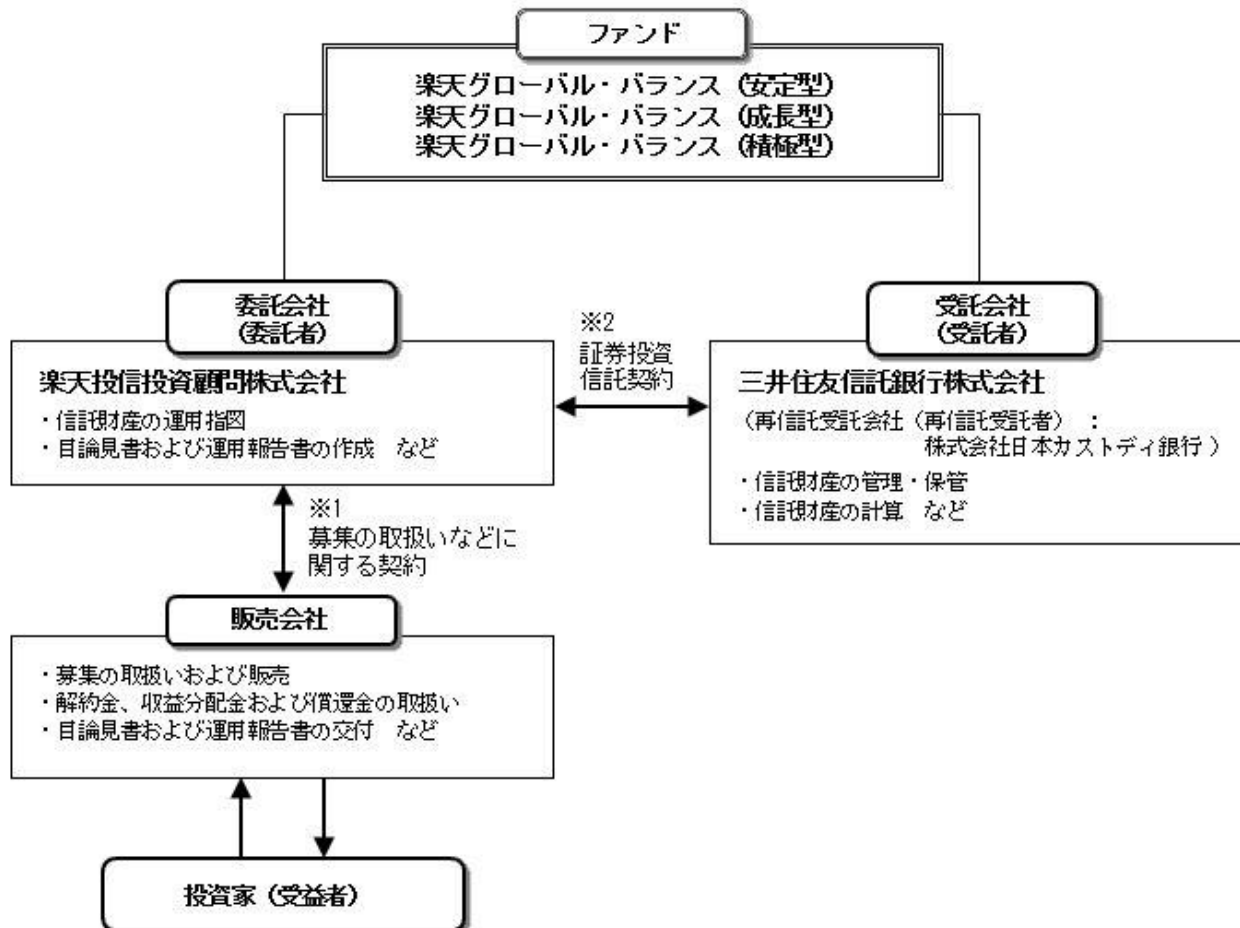 ファンド
楽天グローバル・バランス（安定型）
楽天グローバル・バランス（成長型）
楽天グローバル・バランス（積極型）
委託会社
（委託者）
楽天投信投資顧問株式会社
・信託財産の運用指図
・目論見書および運用報告書の作成　など
※2
証券投資
信託契約
受託会社
（受託者）
三井住友信託銀行株式会社
（再信託受託会社（再信託受託者）　：
株式会社日本カストディ銀行 ）
・信託財産の管理・保管
・信託財産の計算　など
※1
募集の取扱いなどに
関する契約
販売会社
・募集の取扱いおよび販売
・解約金、収益分配金および償還金の取扱い
・目論見書および運用報告書の交付　など
投資家（受益者）